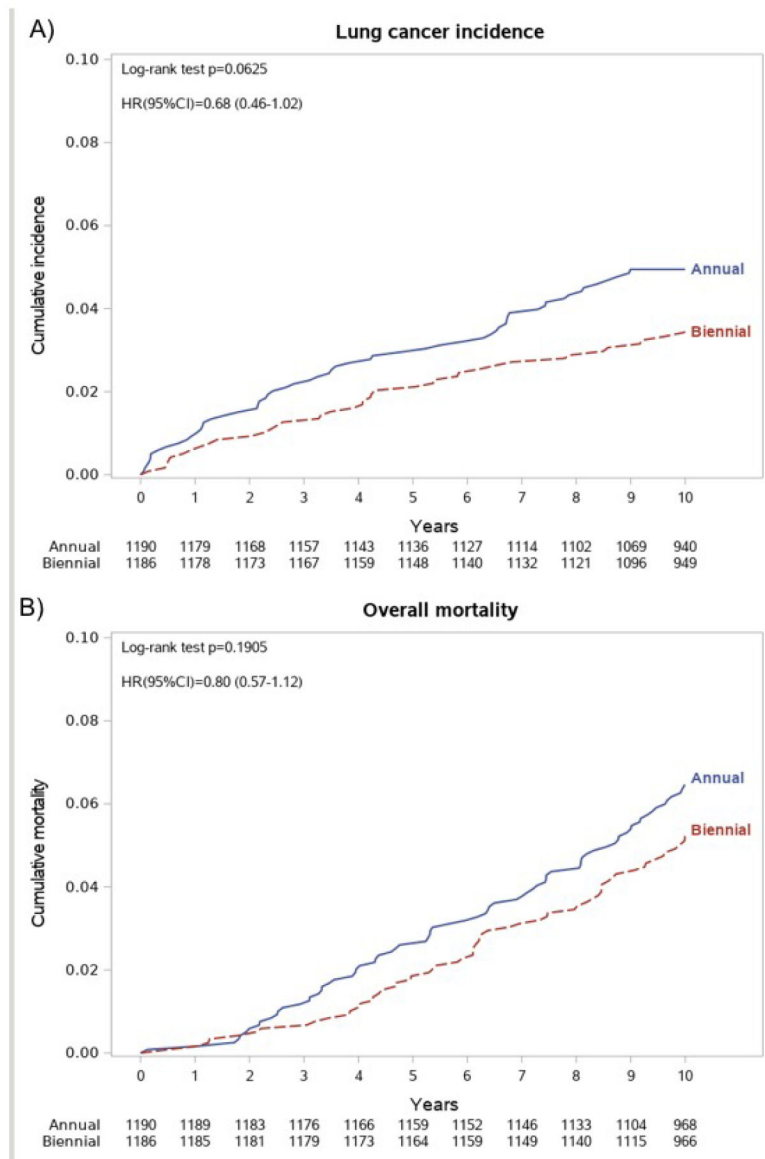 A)
Lung cancer incidence
Log-rank test p=0.0625
HR(95%CI)=0.68 (0.46-1.02)
Cumulative incidence
0.10
0.08
0.06
0.04
0.02
0.00
Annual
Biennial
0 1 2 3 4 5 6 7 8 9 10
Years
Annual 1190 1179 1168 1157 1143 1136 1127 1114 1102 1069 940
Biennial 1186 1178 1173 1167 1159 1148 1140 1132 1121 1096 949
B)
Overall mortality
Log-rank test p=0.1905
HR(95%CI)=0.80 (0.57-1.12)
Cumulative mortality
0.10
0.08
0.06
0.04
0.02
0.00
Annual
Biennial
0 1 2 3 4 5 6 7 8 9 10
Years
Annual 1190 1189 1183 1176 1166 1159 1152 1146 1133 1104 968
Biennial 1186 1185 1181 1179 1173 1164 1159 1149 1140 1115 966